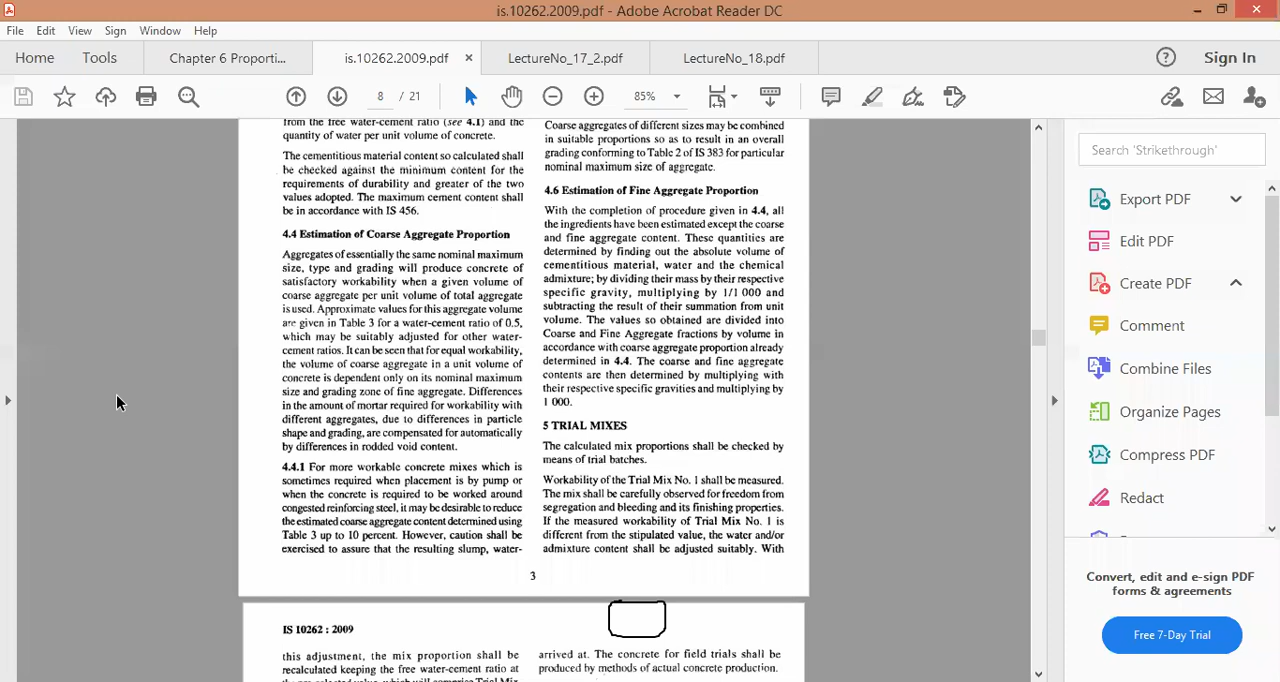 is.10262.2009.pdf - Adobe Acrobat Reader DC
File Edit View Sign Window Help
Home Tools Chapter 6 Proporti... is.10262.2009.pdf × LectureNo_17_2.pdf LectureNo_18.pdf Sign In
8 / 21 85%
from the free water-cement ratio (see 4.1) and the
quantity of water per unit volume of concrete.
The cementitious material content so calculated shall
be checked against the minimum content for the
requirements of durability and greater of the two
values adopted. The maximum cement content shall
be in accordance with IS 456.
4.4 Estimation of Coarse Aggregate Proportion
Aggregates of essentially the same nominal maximum
size, type and grading will produce concrete of
satisfactory workability when a given volume of
coarse aggregate per unit volume of total aggregate
is used. Approximate values for this aggregate volume
are given in Table 3 for a water-cement ratio of 0.5,
which may be suitably adjusted for other water-
cement ratios. It can be seen that for equal workability,
the volume of coarse aggregate in a unit volume of
concrete is dependent only on its nominal maximum
size and grading zone of fine aggregate. Differences
in the amount of mortar required for workability with
different aggregates, due to differences in particle
shape and grading, are compensated for automatically
by differences in rodded void content.
4.4.1 For more workable concrete mixes which is
sometimes required when placement is by pump or
when the concrete is required to be worked around
congested reinforcing steel, it may be desirable to reduce
the estimated coarse aggregate content determined using
Table 3 up to 10 percent. However, caution shall be
exercised to assure that the resulting slump, water-
Coarse aggregates of different sizes may be combined
in suitable proportions so as to result in an overall
grading conforming to Table 2 of IS 383 for particular
nominal maximum size of aggregate.
4.6 Estimation of Fine Aggregate Proportion
With the completion of procedure given in 4.4, all
the ingredients have been estimated except the coarse
and fine aggregate content. These quantities are
determined by finding out the absolute volume of
cementitious material, water and the chemical
admixture; by dividing their mass by their respective
specific gravity, multiplying by 1/1 000 and
subtracting the result of their summation from unit
volume. The values so obtained are divided into
Coarse and Fine Aggregate fractions by volume in
accordance with coarse aggregate proportion already
determined in 4.4. The coarse and fine aggregate
contents are then determined by multiplying with
their respective specific gravities and multiplying by
1 000.
5 TRIAL MIXES
The calculated mix proportions shall be checked by
means of trial batches.
Workability of the Trial Mix No. 1 shall be measured.
The mix shall be carefully observed for freedom from
segregation and bleeding and its finishing properties.
If the measured workability of Trial Mix No. 1 is
different from the stipulated value, the water and/or
admixture content shall be adjusted suitably. With
3
IS 10262 : 2009
this adjustment, the mix proportion shall be
recalculated keeping the free water-cement ratio at
arrived at. The concrete for field trials shall be
produced by methods of actual concrete production.
Search 'Strikethrough'
Export PDF
Edit PDF
Create PDF
Comment
Combine Files
Organize Pages
Compress PDF
Redact
Convert, edit and e-sign PDF
forms & agreements
Free 7-Day Trial